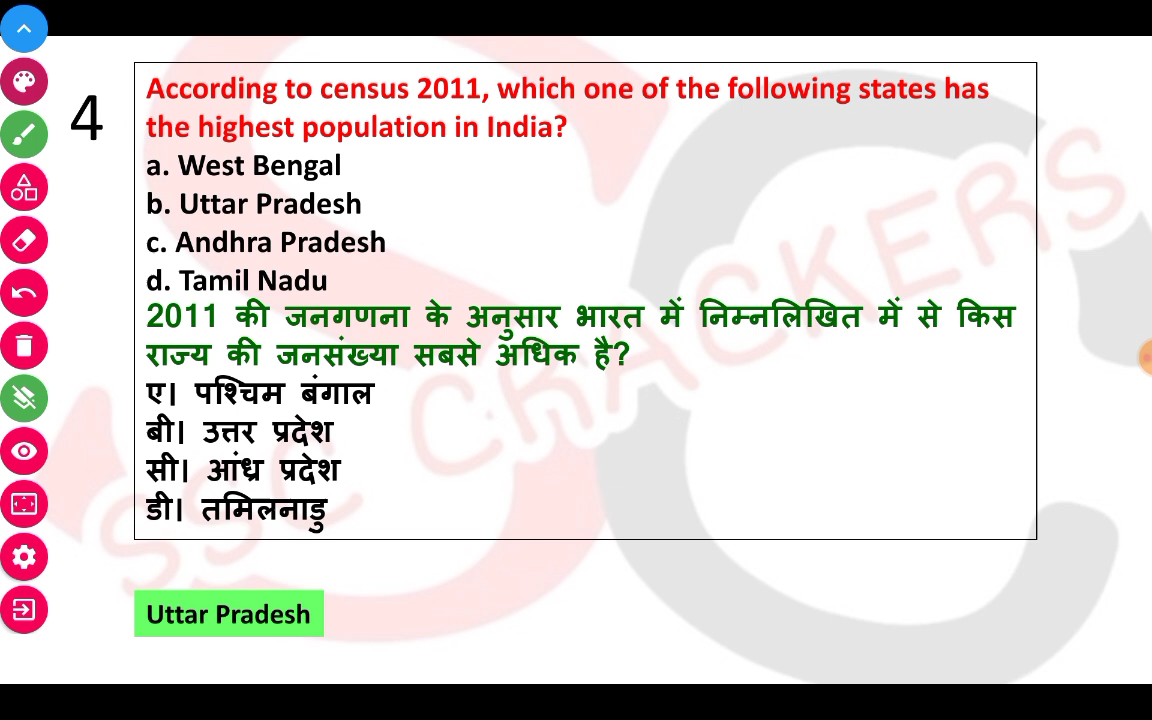 4
According to census 2011, which one of the following states has
the highest population in India?
a. West Bengal
b. Uttar Pradesh
c. Andhra Pradesh
d. Tamil Nadu
2011 की जनगणना के अनुसार भारत में निम्नलिखित में से किस
राज्य की जनसंख्या सबसे अधिक है?
ए। पश्चिम बंगाल
बी। उत्तर प्रदेश
सी। आंध्र प्रदेश
डी। तमिलनाडु
Uttar Pradesh
SSC CRACKERS